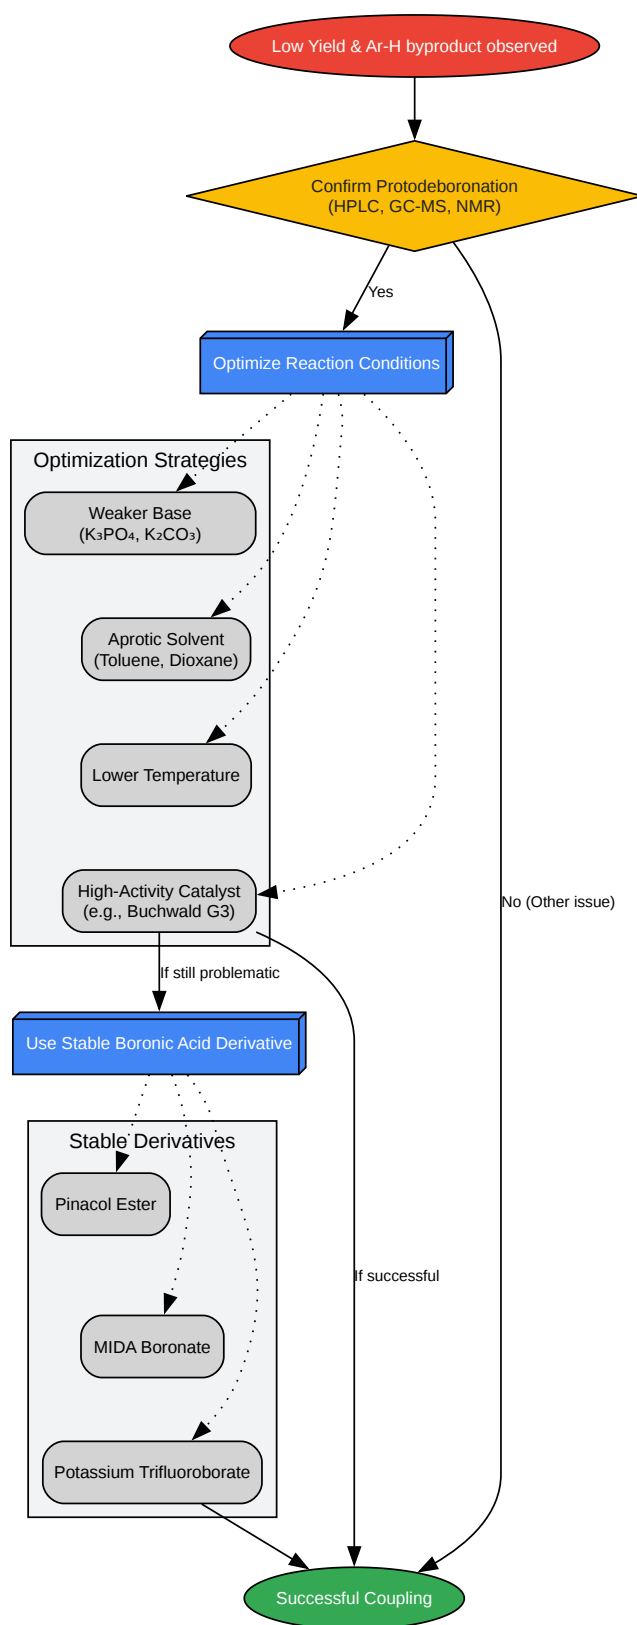 Low Yield & Ar-H byproduct observed
Confirm Protodeboronation
(HPLC, GC-MS, NMR)
Yes
Optimize Reaction Conditions
Optimization Strategies
Weaker Base
(K₃PO₄, K₂CO₃)
Aprotic Solvent
(Toluene, Dioxane)
Lower Temperature
High-Activity Catalyst
(e.g., Buchwald G3)
No (Other issue)
If still problematic
Use Stable Boronic Acid Derivative
Stable Derivatives
Pinacol Ester
If successful
MIDA Boronate
Potassium Trifluoroborate
Successful Coupling